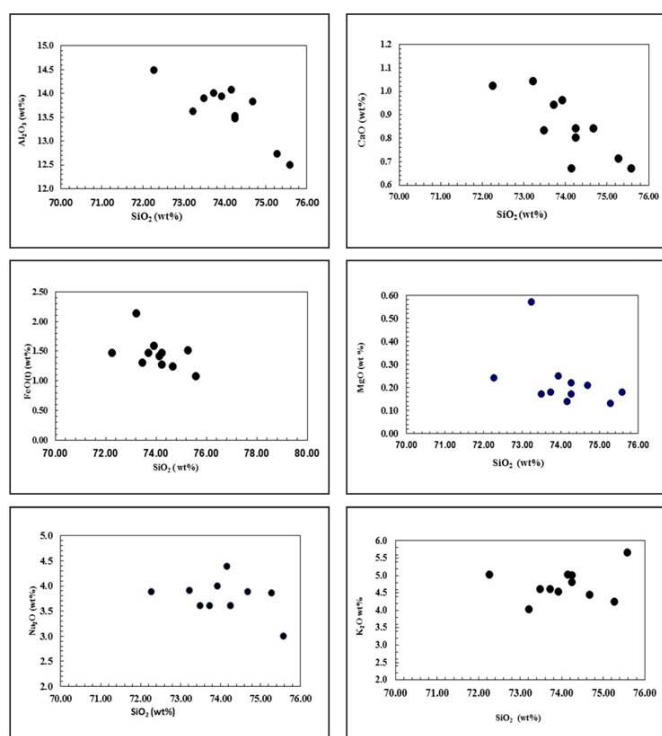 15.0
14.5
14.0
13.5
13.0
12.5
12.0
Al₂O₃ (wt%)
70.00 71.00 72.00 73.00 74.00 75.00 76.00
SiO₂ (wt%)
1.2
1.1
1.0
0.9
0.8
0.7
0.6
CaO (wt%)
70.00 71.00 72.00 73.00 74.00 75.00 76.00
SiO₂ (wt%)
2.50
2.00
1.50
1.00
0.50
0.00
FeO(t) (wt %)
70.00 72.00 74.00 76.00 78.00 80.00
SiO₂ (wt%)
0.60
0.50
0.40
0.30
0.20
0.10
0.00
MgO (wt%)
70.00 71.00 72.00 73.00 74.00 75.00 76.00
SiO₂ (wt%)
5.0
4.5
4.0
3.5
3.0
2.5
2.0
Na₂O (wt%)
70.00 71.00 72.00 73.00 74.00 75.00 76.00
SiO₂ (wt%)
6.0
5.5
5.0
4.5
4.0
3.5
3.0
2.5
2.0
K₂O wt%
70.00 71.00 72.00 73.00 74.00 75.00 76.00
SiO₂ (wt%)